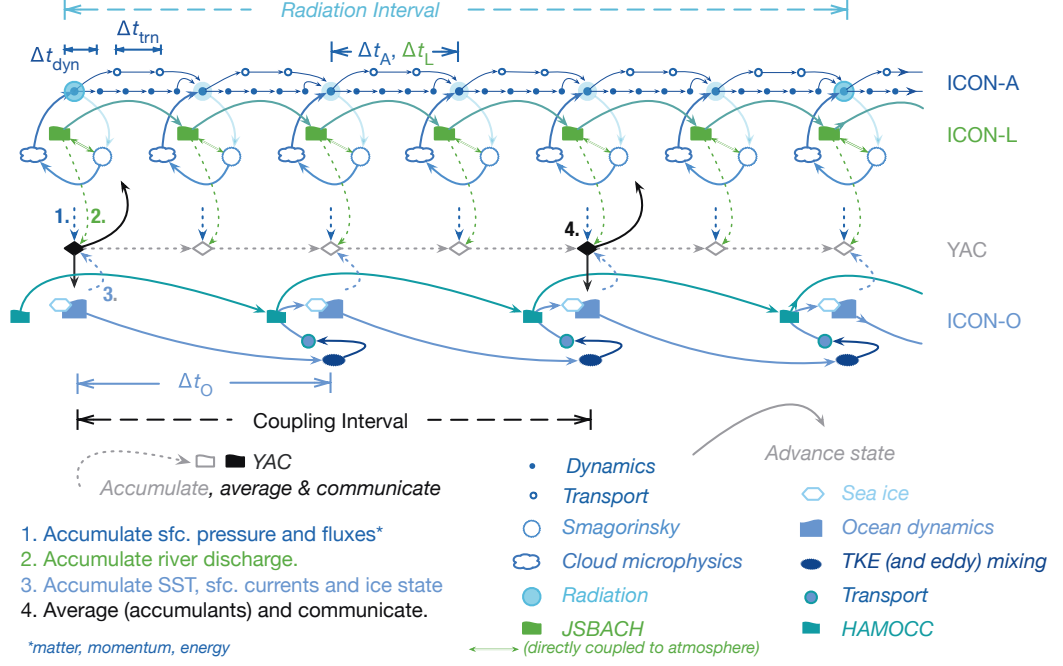 Radiation Interval
Δt_dyn
Δt_trn
Δt_A, Δt_L
ICON-A
ICON-L
1.
2.
4.
YAC
3.
ICON-O
Δt_O
Coupling Interval
YAC
Accumulate, average & communicate
Advance state
Dynamics
Transport
Smagorinsky
Cloud microphysics
Radiation
JSBACH
(directly coupled to atmosphere)
Sea ice
Ocean dynamics
TKE (and eddy) mixing
Transport
HAMOCC
1. Accumulate sfc. pressure and fluxes*
2. Accumulate river discharge.
3. Accumulate SST, sfc. currents and ice state
4. Average (accumulants) and communicate.
*matter, momentum, energy